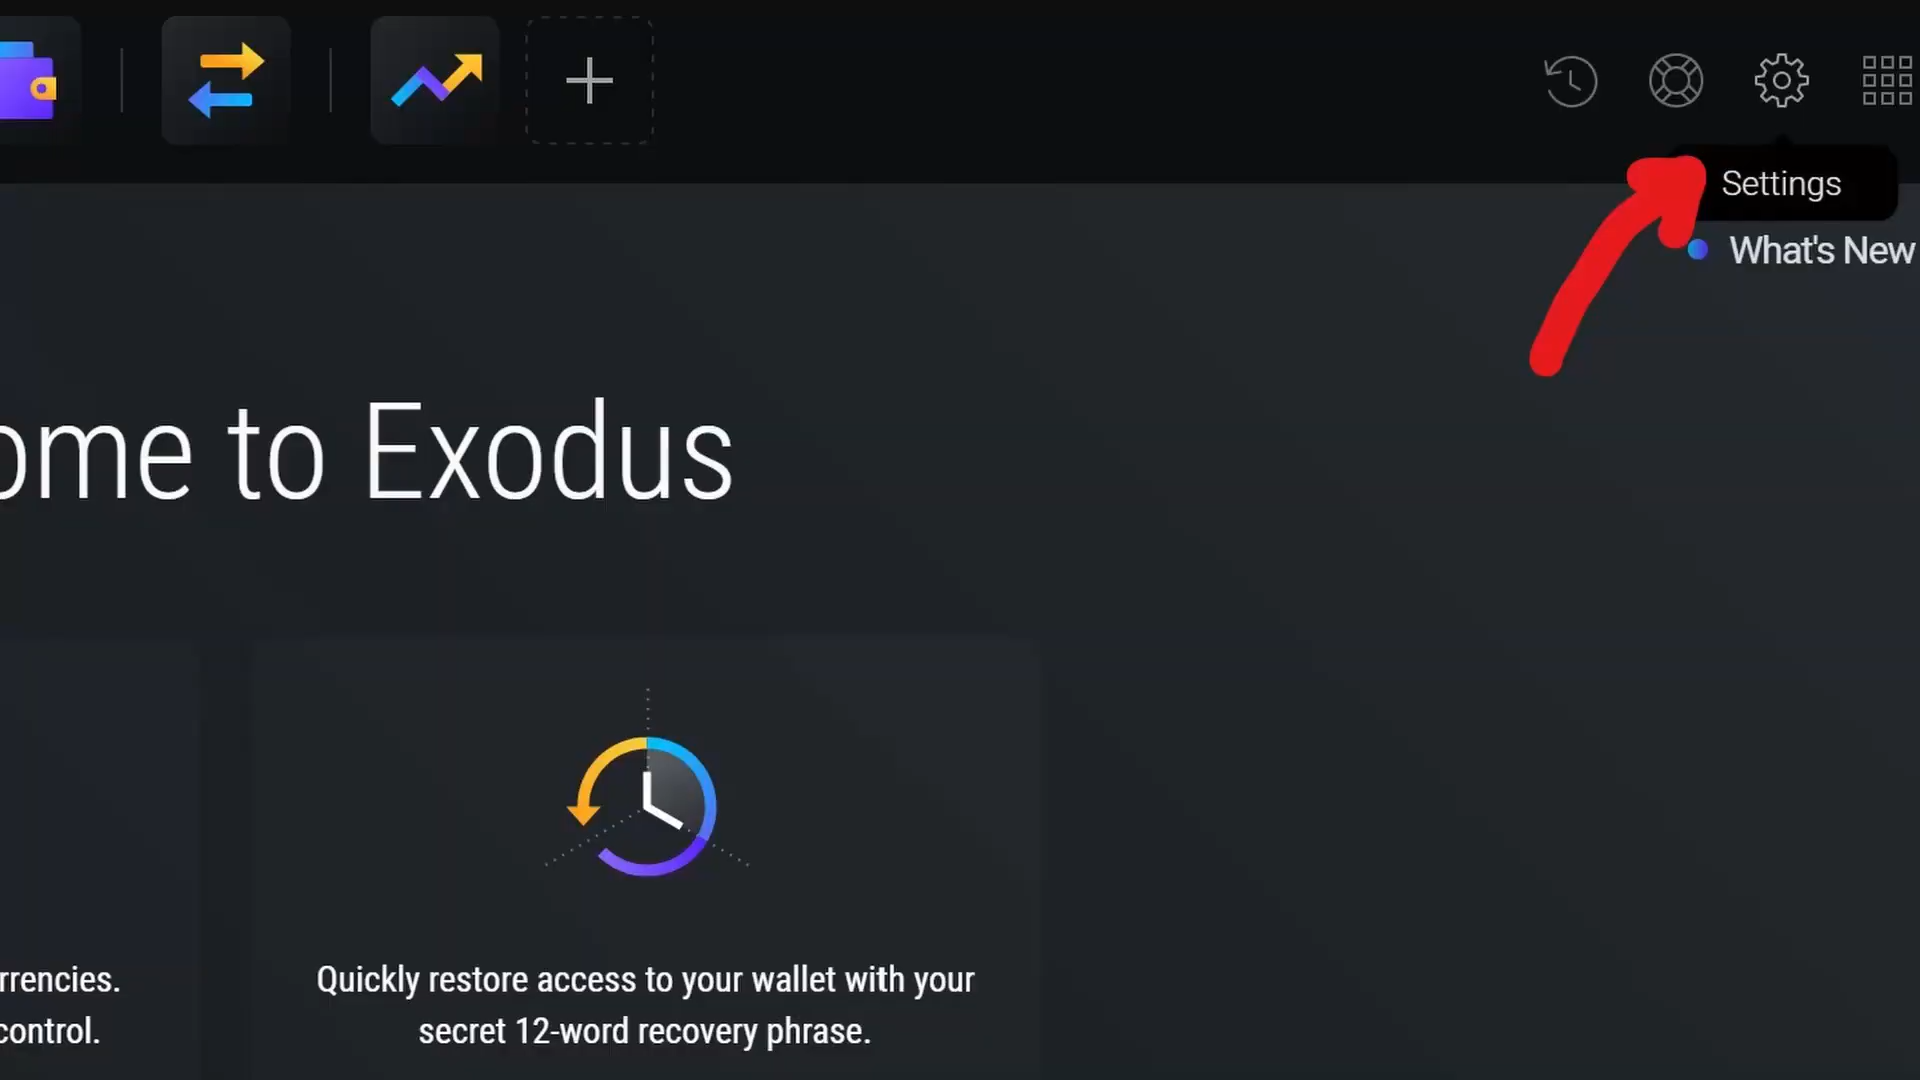 Settings
What's New
ome to Exodus
rrencies.
control.
Quickly restore access to your wallet with your
secret 12-word recovery phrase.